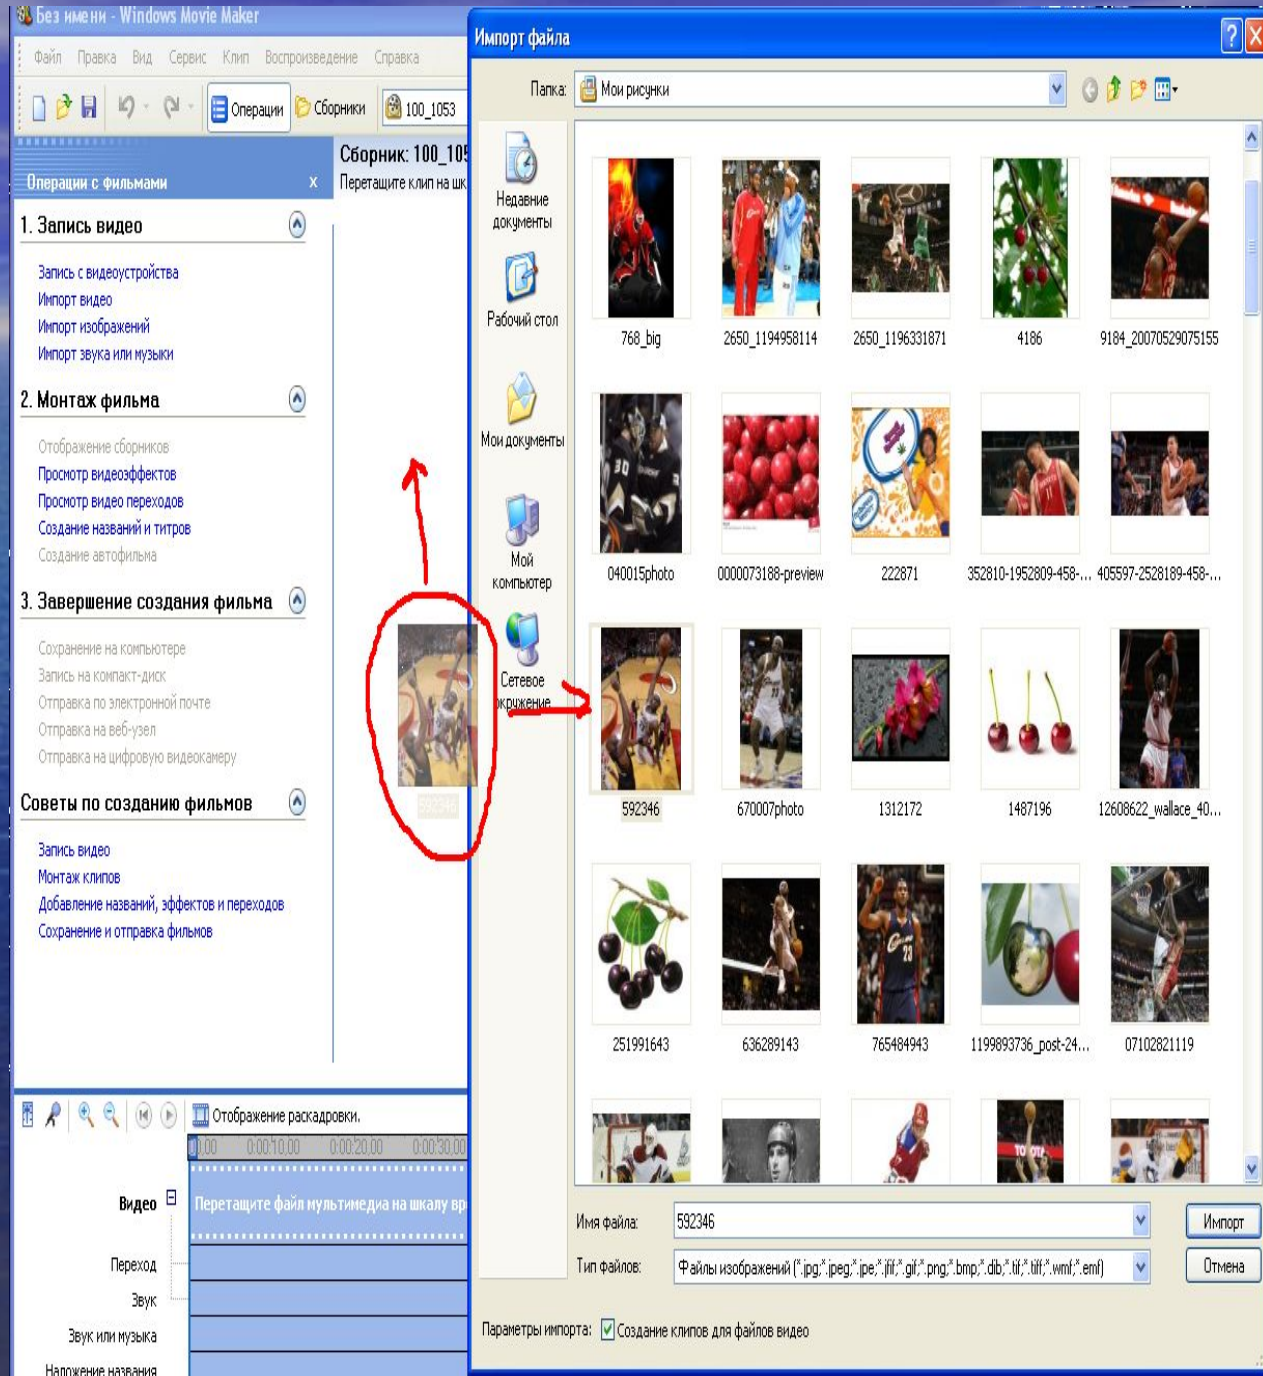 Без имени - Windows Movie Maker
Файл Правка Вид Сервис Клип Воспроизведение Справка
Операции Сборники 100_1053
Операции с фильмами x
Сборник: 100_105
Перетащите клип на шк
1. Запись видео
Запись с видеоустройства
Импорт видео
Импорт изображений
Импорт звука или музыки
2. Монтаж фильма
Отображение сборников
Просмотр видеоэффектов
Просмотр видео переходов
Создание названий и титров
Создание автофильма
3. Завершение создания фильма
Сохранение на компьютере
Запись на компакт-диск
Отправка по электронной почте
Отправка на веб-узел
Отправка на цифровую видеокамеру
Советы по созданию фильмов
Запись видео
Монтаж клипов
Добавление названий, эффектов и переходов
Сохранение и отправка фильмов
592346
Отображение раскадровки.
0,00 0:00:10,00 0:00:20,00 0:00:30,00
Видео
Перетащите файл мультимедиа на шкалу вр
Переход
Звук
Звук или музыка
Наложение названия
Импорт файла
Папка: Мои рисунки
Недавние
документы
Рабочий стол
Мои документы
Мой
компьютер
Сетевое
окружение
768_big 2650_1194958114 2650_1196331871 4186 9184_20070529075155
040015photo 0000073188-preview 222871 352810-1952809-458-... 405597-2528189-458-...
592346 670007photo 1312172 1487196 12608622_wallace_40...
251991643 636289143 765484943 1199893736_post-24... 07102821119
Имя файла: 592346 Импорт
Тип файлов: Файлы изображений (*.jpg;*.jpeg;*.jpe;*.jfif;*.gif;*.png;*.bmp;*.dib;*.tif;*.tiff;*.wmf;*.emf) Отмена
Параметры импорта: Создание клипов для файлов видео